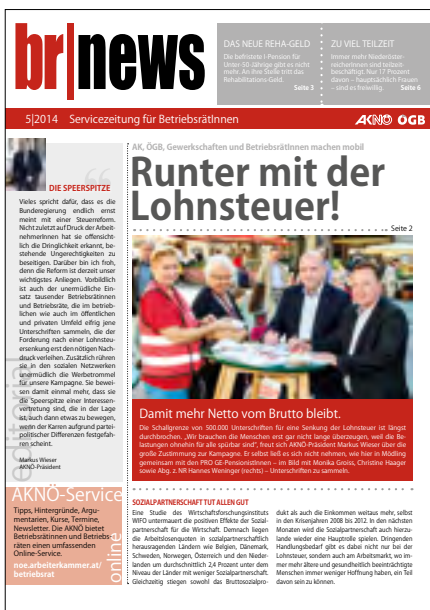 br|news
DAS NEUE REHA-GELD
Die befristete I-Pension für
Unter-50-Jährige gibt es nicht
mehr. An ihre Stelle tritt das
Rehabilitations-Geld.
Seite 3
ZU VIEL TEILZEIT
Immer mehr Niederöster-
reicherInnen sind teilzeit-
beschäftigt. Nur 17 Prozent
davon – hauptsächlich Frauen
– sind es freiwillig. Seite 6
5|2014 Servicezeitung für BetriebsrätInnen
AKNÖ ÖGB
DIE SPEERSPITZE
Vieles spricht dafür, dass es die
Bundesregierung endlich ernst
meint mit einer Steuerreform.
Nicht zuletzt auf Druck der Arbeit-
nehmerInnen hat sie offensicht-
lich die Dringlichkeit erkannt, be-
stehende Ungerechtigkeiten zu
beseitigen. Darüber bin ich froh,
denn die Reform ist derzeit unser
wichtigstes Anliegen. Vorbildlich
ist auch der unermüdliche Ein-
satz tausender Betriebsrätinnen
und Betriebsräte, die im betrieb-
lichen wie auch im öffentlichen
und privaten Umfeld eifrig jene
Unterschriften sammeln, die der
Forderung nach einer Lohnsteu-
ersenkung erst den nötigen Nach-
druck verleihen. Zusätzlich rühren
sie in den sozialen Netzwerken
unermüdlich die Werbetrommel
für unsere Kampagne. Sie bewei-
sen damit einmal mehr, dass sie
die Speerspitze einer Interessen-
vertretung sind, die in der Lage
ist, auch dann etwas zu bewegen,
wenn der Karren aufgrund partei-
politischer Differenzen festgefah-
ren scheint.
Markus Wieser
AKNÖ-Präsident
editorial
AKNÖ-Service
Tipps, Hintergründe, Argu-
mentarien, Kurse, Termine,
Newsletter. Die AKNÖ bietet
Betriebsrätinnen und Betriebs-
räten einen umfassenden
Online-Service.
noe.arbeiterkammer.at/
betriebsrat
online
AK, ÖGB, Gewerkschaften und BetriebsrätInnen machen mobil
Runter mit der
Lohnsteuer!
Seite 2
Damit mehr Netto vom Brutto bleibt.
Die Schallgrenze von 500.000 Unterschriften für eine Senkung der Lohnsteuer ist längst
durchbrochen. „Wir brauchen die Menschen erst gar nicht lange überzeugen, weil die Be-
lastungen ohnehin für alle spürbar sind", freut sich AKNÖ-Präsident Markus Wieser über die
große Zustimmung zur Kampagne. Er selbst ließ es sich nicht nehmen, wie hier in Mödling
gemeinsam mit den PRO GE-PensionistInnen – im Bild mit Monika Groiss, Christine Haager
sowie Abg. z. NR Hannes Weninger (rechts) – Unterschriften zu sammeln.
SOZIALPARTNERSCHAFT TUT ALLEN GUT
Eine Studie des Wirtschaftsforschungsinstituts
WIFO untermauert die positiven Effekte der Sozial-
partnerschaft für die Wirtschaft. Demnach liegen
die Arbeitslosenquoten in sozialpartnerschaftlich
herausragenden Ländern wie Belgien, Dänemark,
Schweden, Norwegen, Österreich und den Nieder-
landen um durchschnittlich 2,4 Prozent unter dem
Niveau der Länder mit weniger Sozialpartnerschaft.
Gleichzeitig stiegen sowohl das Bruttosozialpro-
dukt als auch die Einkommen weitaus mehr, selbst
in den Krisenjahren 2008 bis 2012. In den nächsten
Monaten wird die Sozialpartnerschaft auch hierzu-
lande wieder eine Hauptrolle spielen. Dringenden
Handlungsbedarf gibt es dabei nicht nur bei der
Lohnsteuer, sondern auch am Arbeitsmarkt, wo im-
mer mehr ältere und gesundheitlich beeinträchtigte
Menschen immer weniger Hoffnung haben, ein Teil
davon sein zu können.